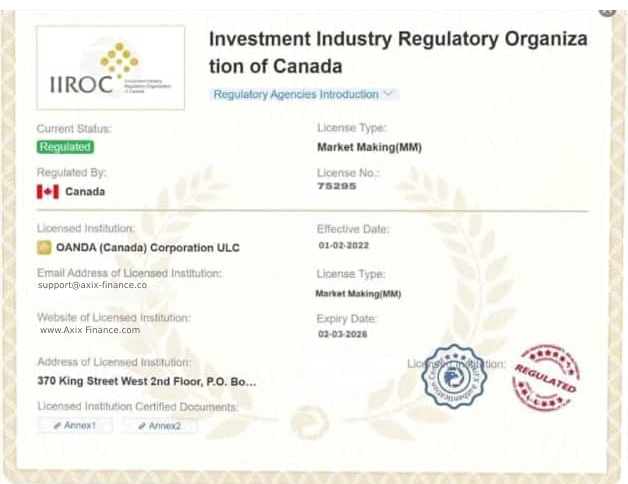 Investment Industry Regulatory Organiza
tion of Canada
IIROC
Regulatory Agencies Introduction
Current Status:
Regulated
License Type:
Market Making(MM)
Regulated By:
Canada
License No.:
75295
Licensed Institution:
OANDA (Canada) Corporation ULC
Effective Date:
01-02-2022
Email Address of Licensed Institution:
support@axix-finance.co
License Type:
Market Making(MM)
Website of Licensed Institution:
www.Axix Finance.com
Expiry Date:
02-03-2026
Address of Licensed Institution:
370 King Street West 2nd Floor, P.O. Bo...
Licensed Institution:
REGULATED
Licensed Institution Certified Documents:
Annex1
Annex2